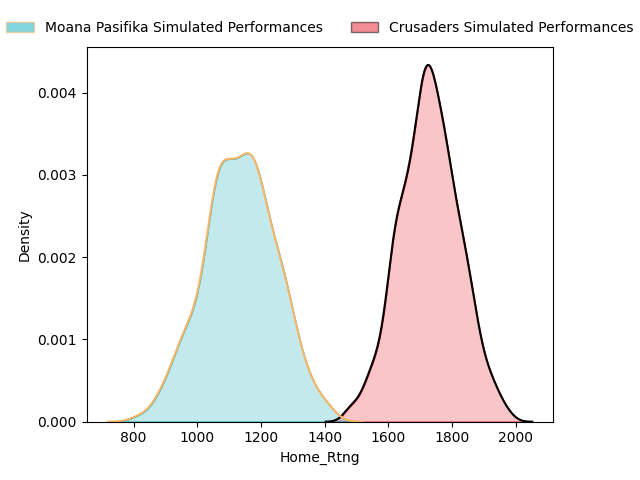 Moana Pasifika Simulated Performances Crusaders Simulated Performances
0.004
0.003
0.002
0.001
0.000
Density
800 1000 1200 1400 1600 1800 2000
Home_Rtng